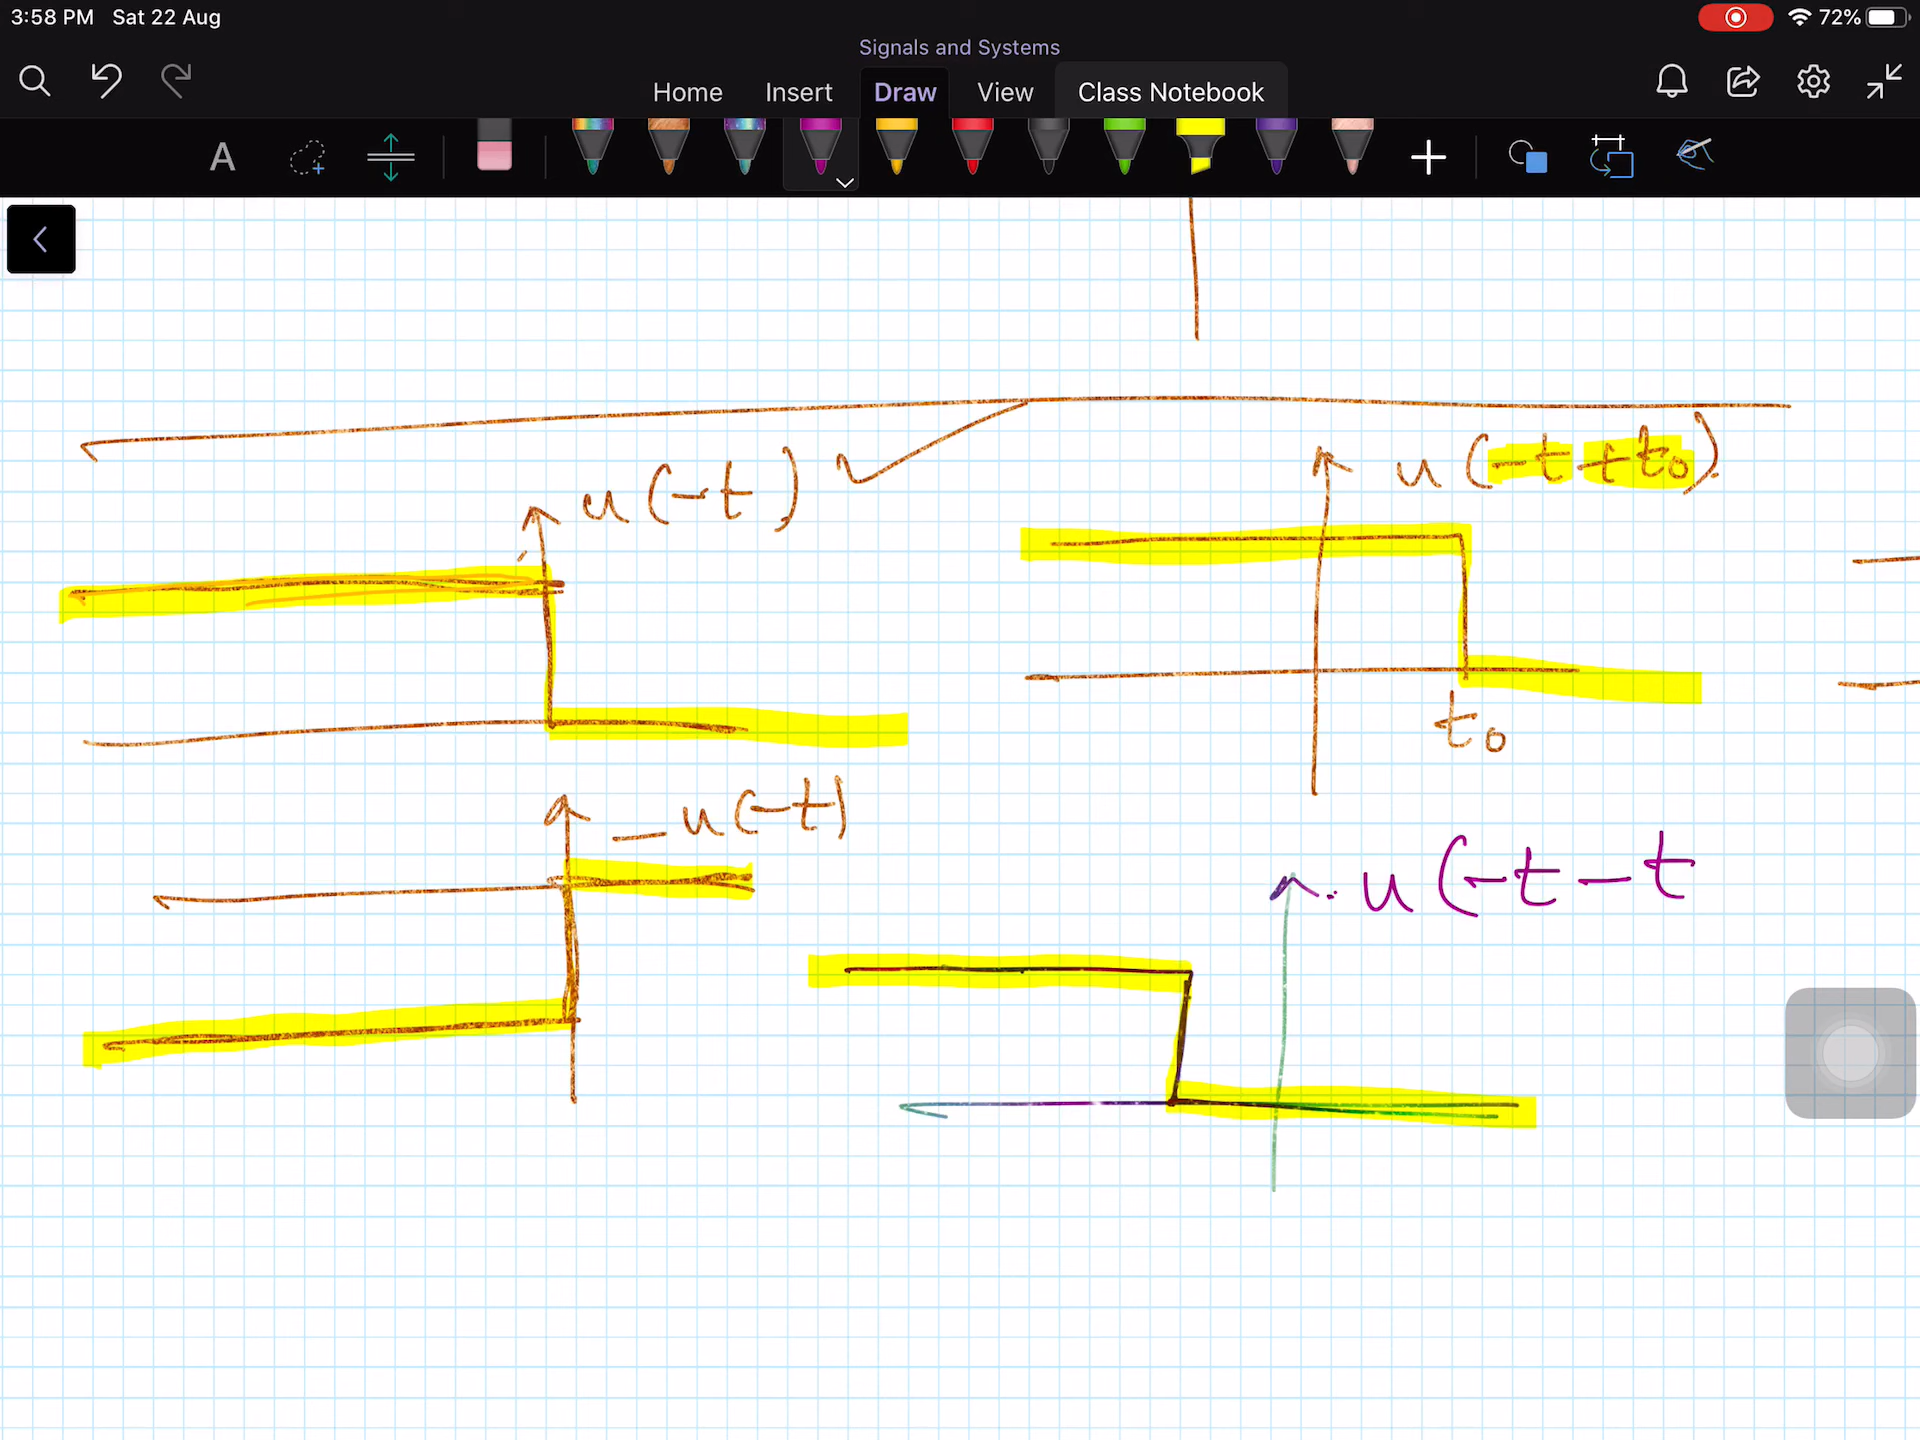 3:58 PM Sat 22 Aug
72%
Signals and Systems
Home Insert Draw View Class Notebook
A
u(-t)
u(-t+t₀)
t₀
-u(-t)
u(-t-t